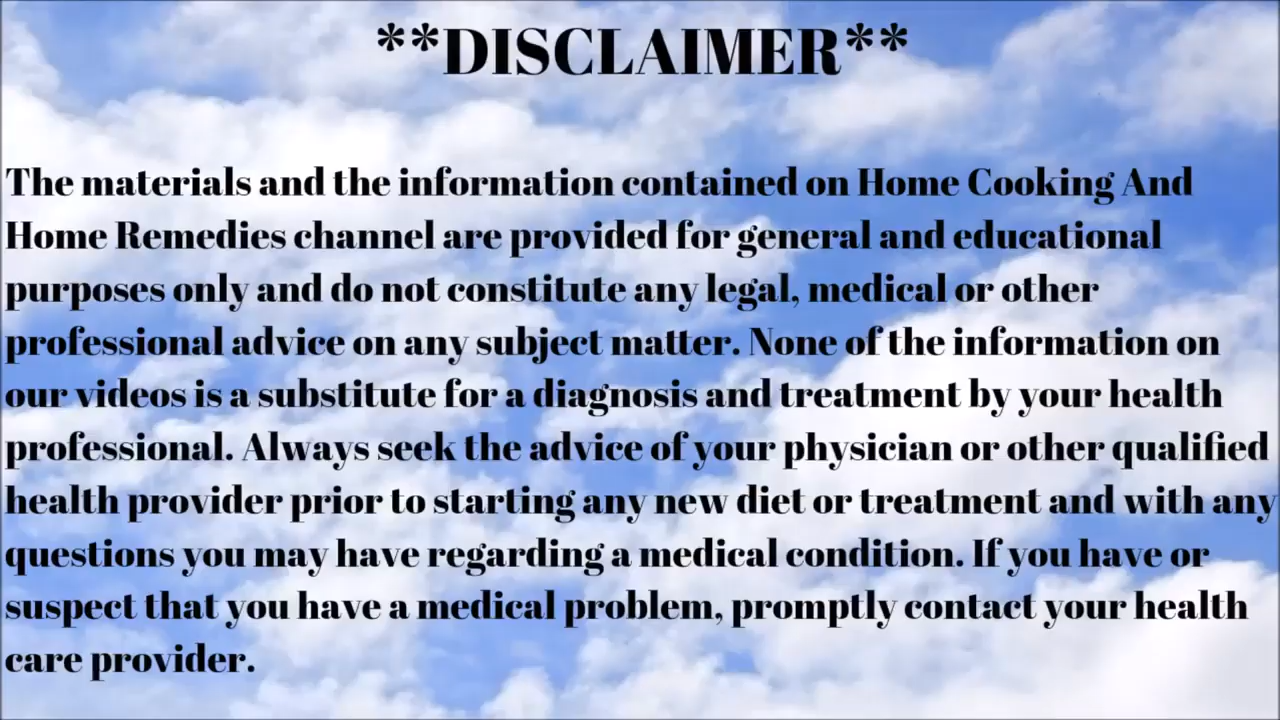 **DISCLAIMER**
The materials and the information contained on Home Cooking And
Home Remedies channel are provided for general and educational
purposes only and do not constitute any legal, medical or other
professional advice on any subject matter. None of the information on
our videos is a substitute for a diagnosis and treatment by your health
professional. Always seek the advice of your physician or other qualified
health provider prior to starting any new diet or treatment and with any
questions you may have regarding a medical condition. If you have or
suspect that you have a medical problem, promptly contact your health
care provider.